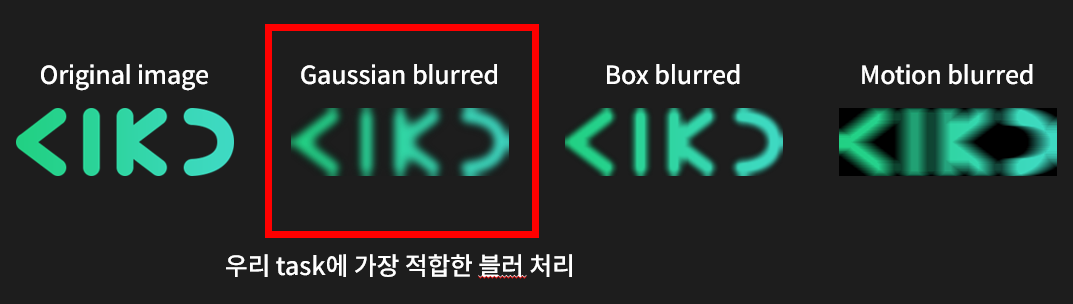 Original image
Gaussian blurred
Box blurred
Motion blurred
우리 task에 가장 적합한 블러 처리